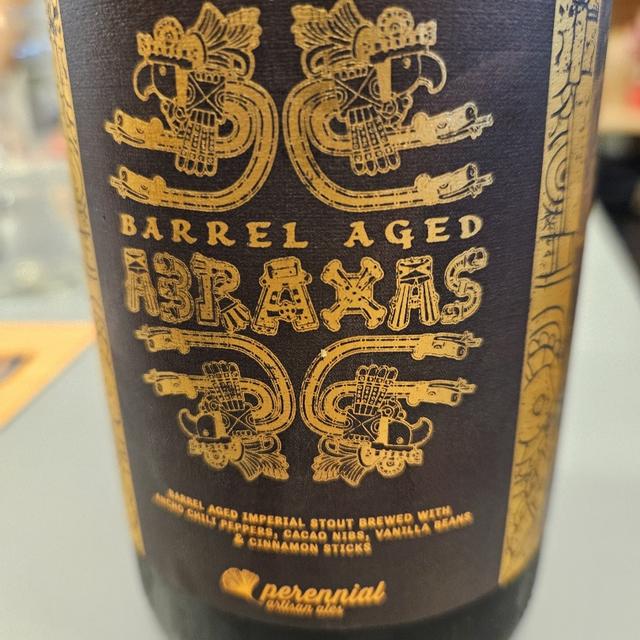 BARREL AGED
ABRAXAS
BARREL AGED IMPERIAL STOUT BREWED WITH
ANCHO CHILI PEPPERS, CACAO NIBS, VANILLA BEANS
& CINNAMON STICKS
perennial
artisan ales